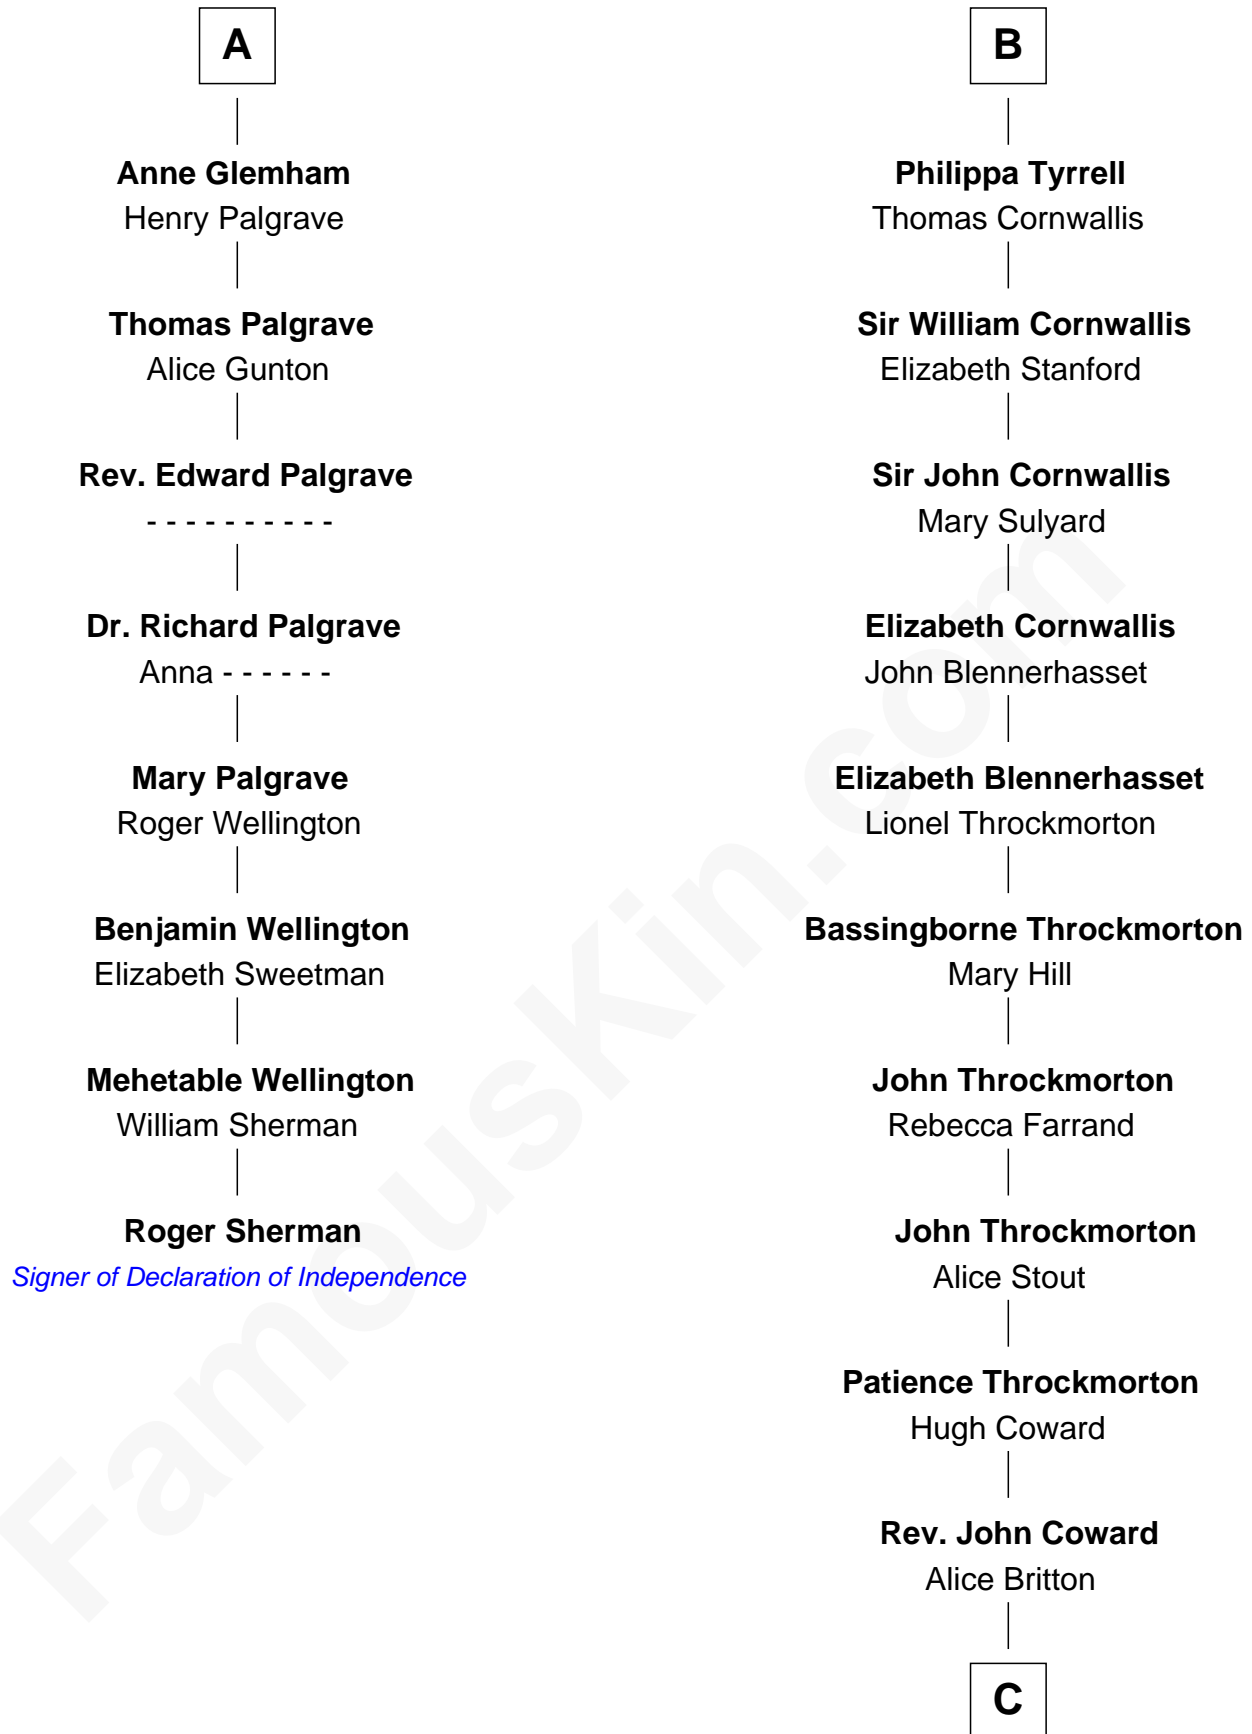 A
Anne Glemham
Henry Palgrave
Thomas Palgrave
Alice Gunton
Rev. Edward Palgrave
- - - - - - - - - -
Dr. Richard Palgrave
Anna - - - - - -
Mary Palgrave
Roger Wellington
Benjamin Wellington
Elizabeth Sweetman
Mehetable Wellington
William Sherman
Roger Sherman
Signer of Declaration of Independence
B
Philippa Tyrrell
Thomas Cornwallis
Sir William Cornwallis
Elizabeth Stanford
Sir John Cornwallis
Mary Sulyard
Elizabeth Cornwallis
John Blennerhasset
Elizabeth Blennerhasset
Lionel Throckmorton
Bassingborne Throckmorton
Mary Hill
John Throckmorton
Rebecca Farrand
John Throckmorton
Alice Stout
Patience Throckmorton
Hugh Coward
Rev. John Coward
Alice Britton
C
FamousKin.com